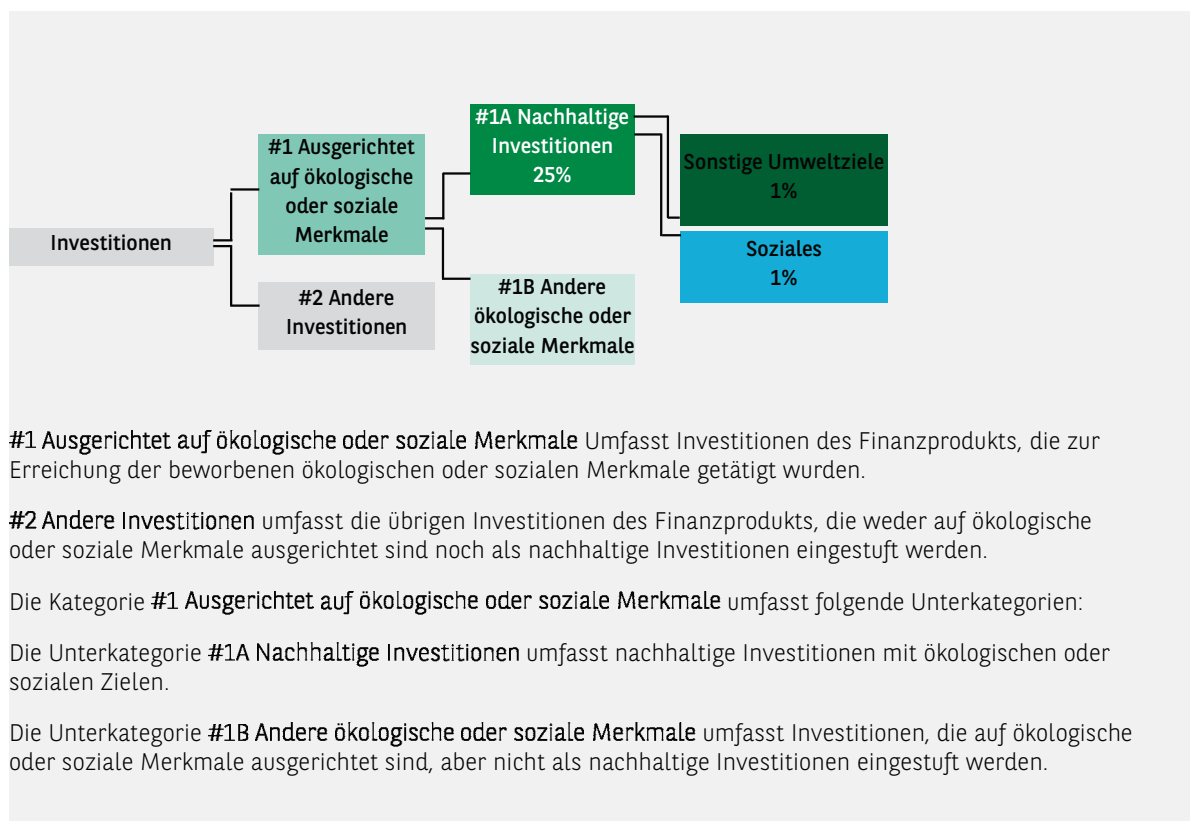 #1A Nachhaltige
Investitionen
25%
#1 Ausgerichtet
auf ökologische
oder soziale
Merkmale
Sonstige Umweltziele
1%
Investitionen
Soziales
1%
#2 Andere
Investitionen
#1B Andere
ökologische oder
soziale Merkmale
#1 Ausgerichtet auf ökologische oder soziale Merkmale Umfasst Investitionen des Finanzprodukts, die zur
Erreichung der beworbenen ökologischen oder sozialen Merkmale getätigt wurden.
#2 Andere Investitionen umfasst die übrigen Investitionen des Finanzprodukts, die weder auf ökologische
oder soziale Merkmale ausgerichtet sind noch als nachhaltige Investitionen eingestuft werden.
Die Kategorie #1 Ausgerichtet auf ökologische oder soziale Merkmale umfasst folgende Unterkategorien:
Die Unterkategorie #1A Nachhaltige Investitionen umfasst nachhaltige Investitionen mit ökologischen oder
sozialen Zielen.
Die Unterkategorie #1B Andere ökologische oder soziale Merkmale umfasst Investitionen, die auf ökologische
oder soziale Merkmale ausgerichtet sind, aber nicht als nachhaltige Investitionen eingestuft werden.